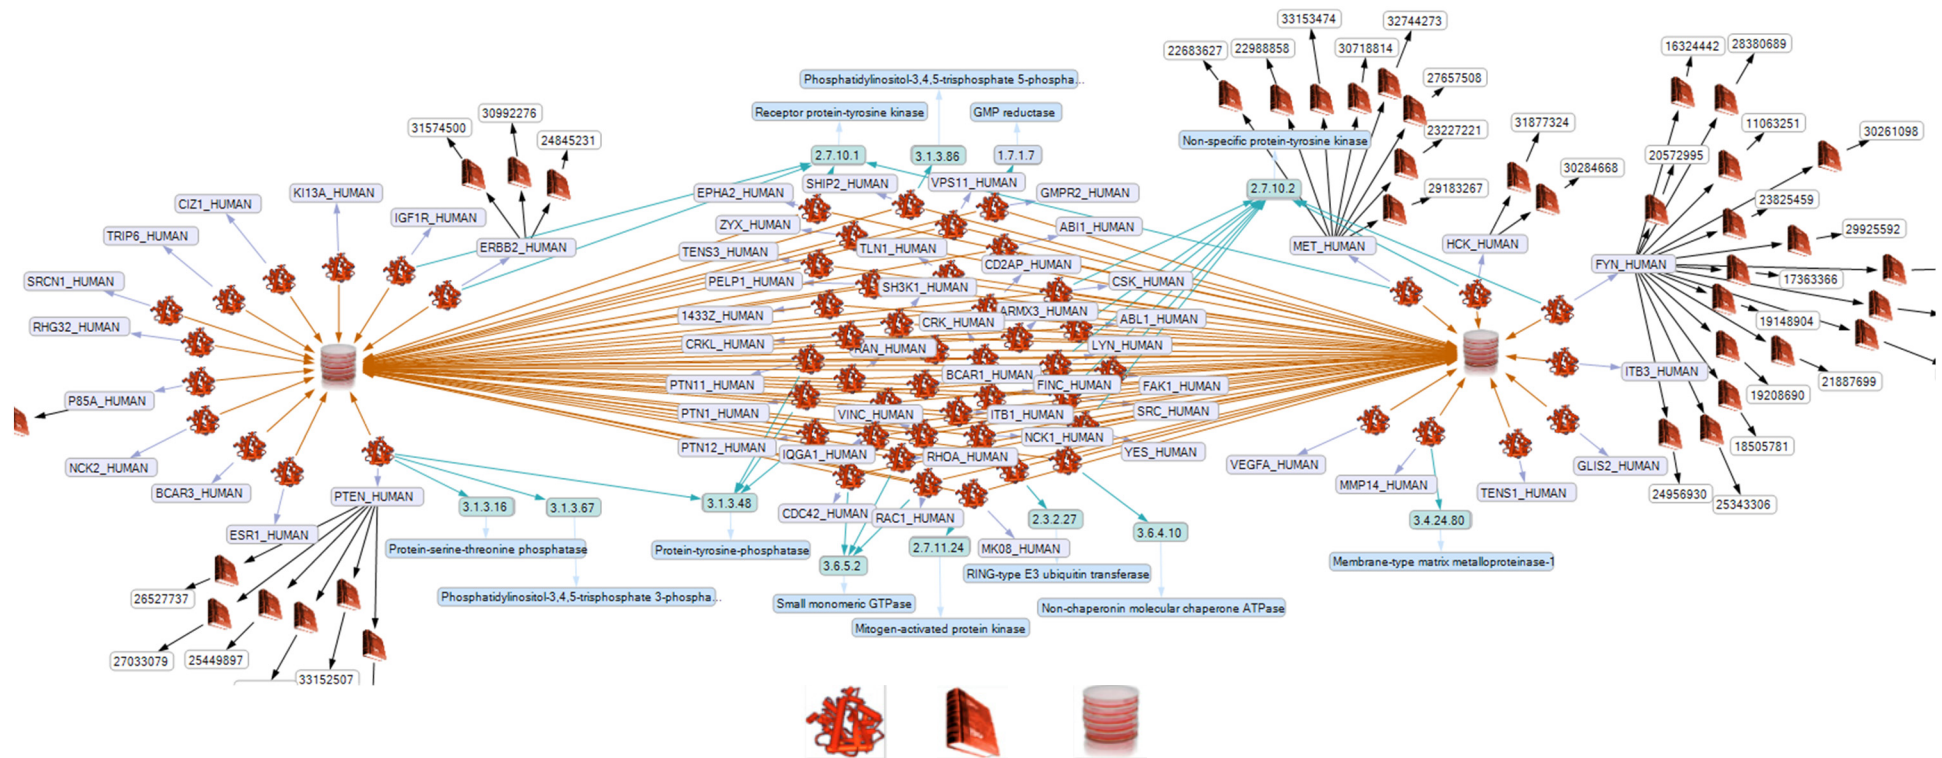 33153474
32744273
22683627
22988858
30718814
16324442
28380689
Phosphatidylinositol-3,4,5-trisphosphate 5-phospha...
27657508
30992276
Receptor protein-tyrosine kinase
GMP reductase
31574500
24845231
23227221
31877324
11063251
30261098
Non-specific protein-tyrosine kinase
2.7.10.1
3.1.3.86
1.7.1.7
20572995
30284668
KI13A_HUMAN
EPHA2_HUMAN
SHIP2_HUMAN
VPS11_HUMAN
GMPR2_HUMAN
2.7.10.2
29183267
CIZ1_HUMAN
23825459
IGF1R_HUMAN
ZYX_HUMAN
ABI1_HUMAN
29925592
TRIP6_HUMAN
ERBB2_HUMAN
TENS3_HUMAN
TLN1_HUMAN
MET_HUMAN
HCK_HUMAN
CD2AP_HUMAN
FYN_HUMAN
SRCN1_HUMAN
PELP1_HUMAN
SH3K1_HUMAN
CSK_HUMAN
17363366
1433Z_HUMAN
ARMX3_HUMAN
ABL1_HUMAN
19148904
RHG32_HUMAN
CRK_HUMAN
CRKL_HUMAN
RAN_HUMAN
LYN_HUMAN
BCAR1_HUMAN
ITB3_HUMAN
PTN11_HUMAN
FINC_HUMAN
FAK1_HUMAN
21887699
P85A_HUMAN
19208690
PTN1_HUMAN
VINC_HUMAN
ITB1_HUMAN
SRC_HUMAN
NCK1_HUMAN
PTN12_HUMAN
IQGA1_HUMAN
RHOA_HUMAN
YES_HUMAN
18505781
NCK2_HUMAN
VEGFA_HUMAN
GLIS2_HUMAN
BCAR3_HUMAN
PTEN_HUMAN
MMP14_HUMAN
TENS1_HUMAN
24956930
25343306
3.1.3.16
3.1.3.67
3.1.3.48
CDC42_HUMAN
RAC1_HUMAN
2.3.2.27
3.6.4.10
3.4.24.80
ESR1_HUMAN
Protein-serine-threonine phosphatase
Protein-tyrosine-phosphatase
2.7.11.24
MK08_HUMAN
3.6.5.2
Membrane-type matrix metalloproteinase-1
RING-type E3 ubiquitin transferase
26527737
Phosphatidylinositol-3,4,5-trisphosphate 3-phospha...
Small monomeric GTPase
Non-chaperonin molecular chaperone ATPase
Mitogen-activated protein kinase
27033079
25449897
33152507